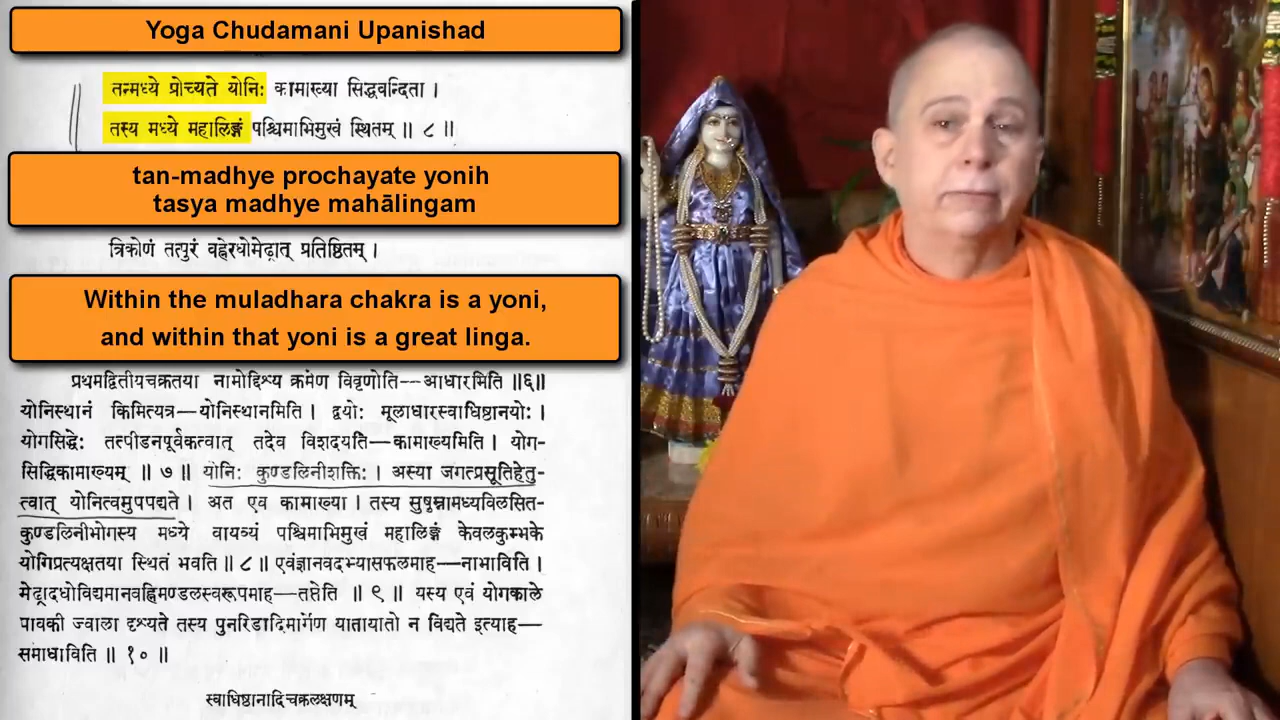 Yoga Chudamani Upanishad
तन्मध्ये प्रोच्यते योनिः कामाख्या सिद्धवन्दिता ।
तस्य मध्ये महालिङ्गं पश्चिमाभिमुखं स्थितम् ॥ ८ ॥
tan-madhye prochayate yonih
tasya madhye mahālingam
त्रिकोणं तत्पुरं वह्नेरधोमेढ्रात् प्रतिष्ठितम् ।
Within the muladhara chakra is a yoni,
and within that yoni is a great linga.
प्रथमद्वितीयचक्रतया नामोद्दिश्य क्रमेण विवृणोति—आधारमिति ॥६॥
योनिस्थानं किमित्यत्र—योनिस्थानमिति । द्वयोः मूलाधारस्वाधिष्ठानयोः ।
योगसिद्धेः तत्पीडनपूर्वकत्वात् तदेव विशदयति—कामाख्यमिति । योग-
सिद्धिकामाख्यम् ॥ ७ ॥ योनिः कुण्डलिनीशक्तिः । अस्या जगत्प्रसूतिहेतु-
त्वात् योनित्वमुपपद्यते । अत एव कामाख्या । तस्य सुषुम्नामध्यविलसित-
कुण्डलिनीभोगस्य मध्ये वायव्यं पश्चिमाभिमुखं महालिङ्गं केवलकुम्भके
योगिप्रत्यक्षतया स्थितं भवति ॥ ८ ॥ एवंज्ञानवदभ्यासफलमाह—नाभाविति ।
मेढ्रादधोविद्यमानवह्निमण्डलस्वरूपमाह—तप्तेति ॥ ९ ॥ यस्य एवं योगकाले
पावकी ज्वाला दृश्यते तस्य पुनरिडादिमार्गेण यातायातो न विद्यते इत्याह—
समाधाविति ॥ १० ॥
स्वाधिष्ठानादिचक्रलक्षणम्